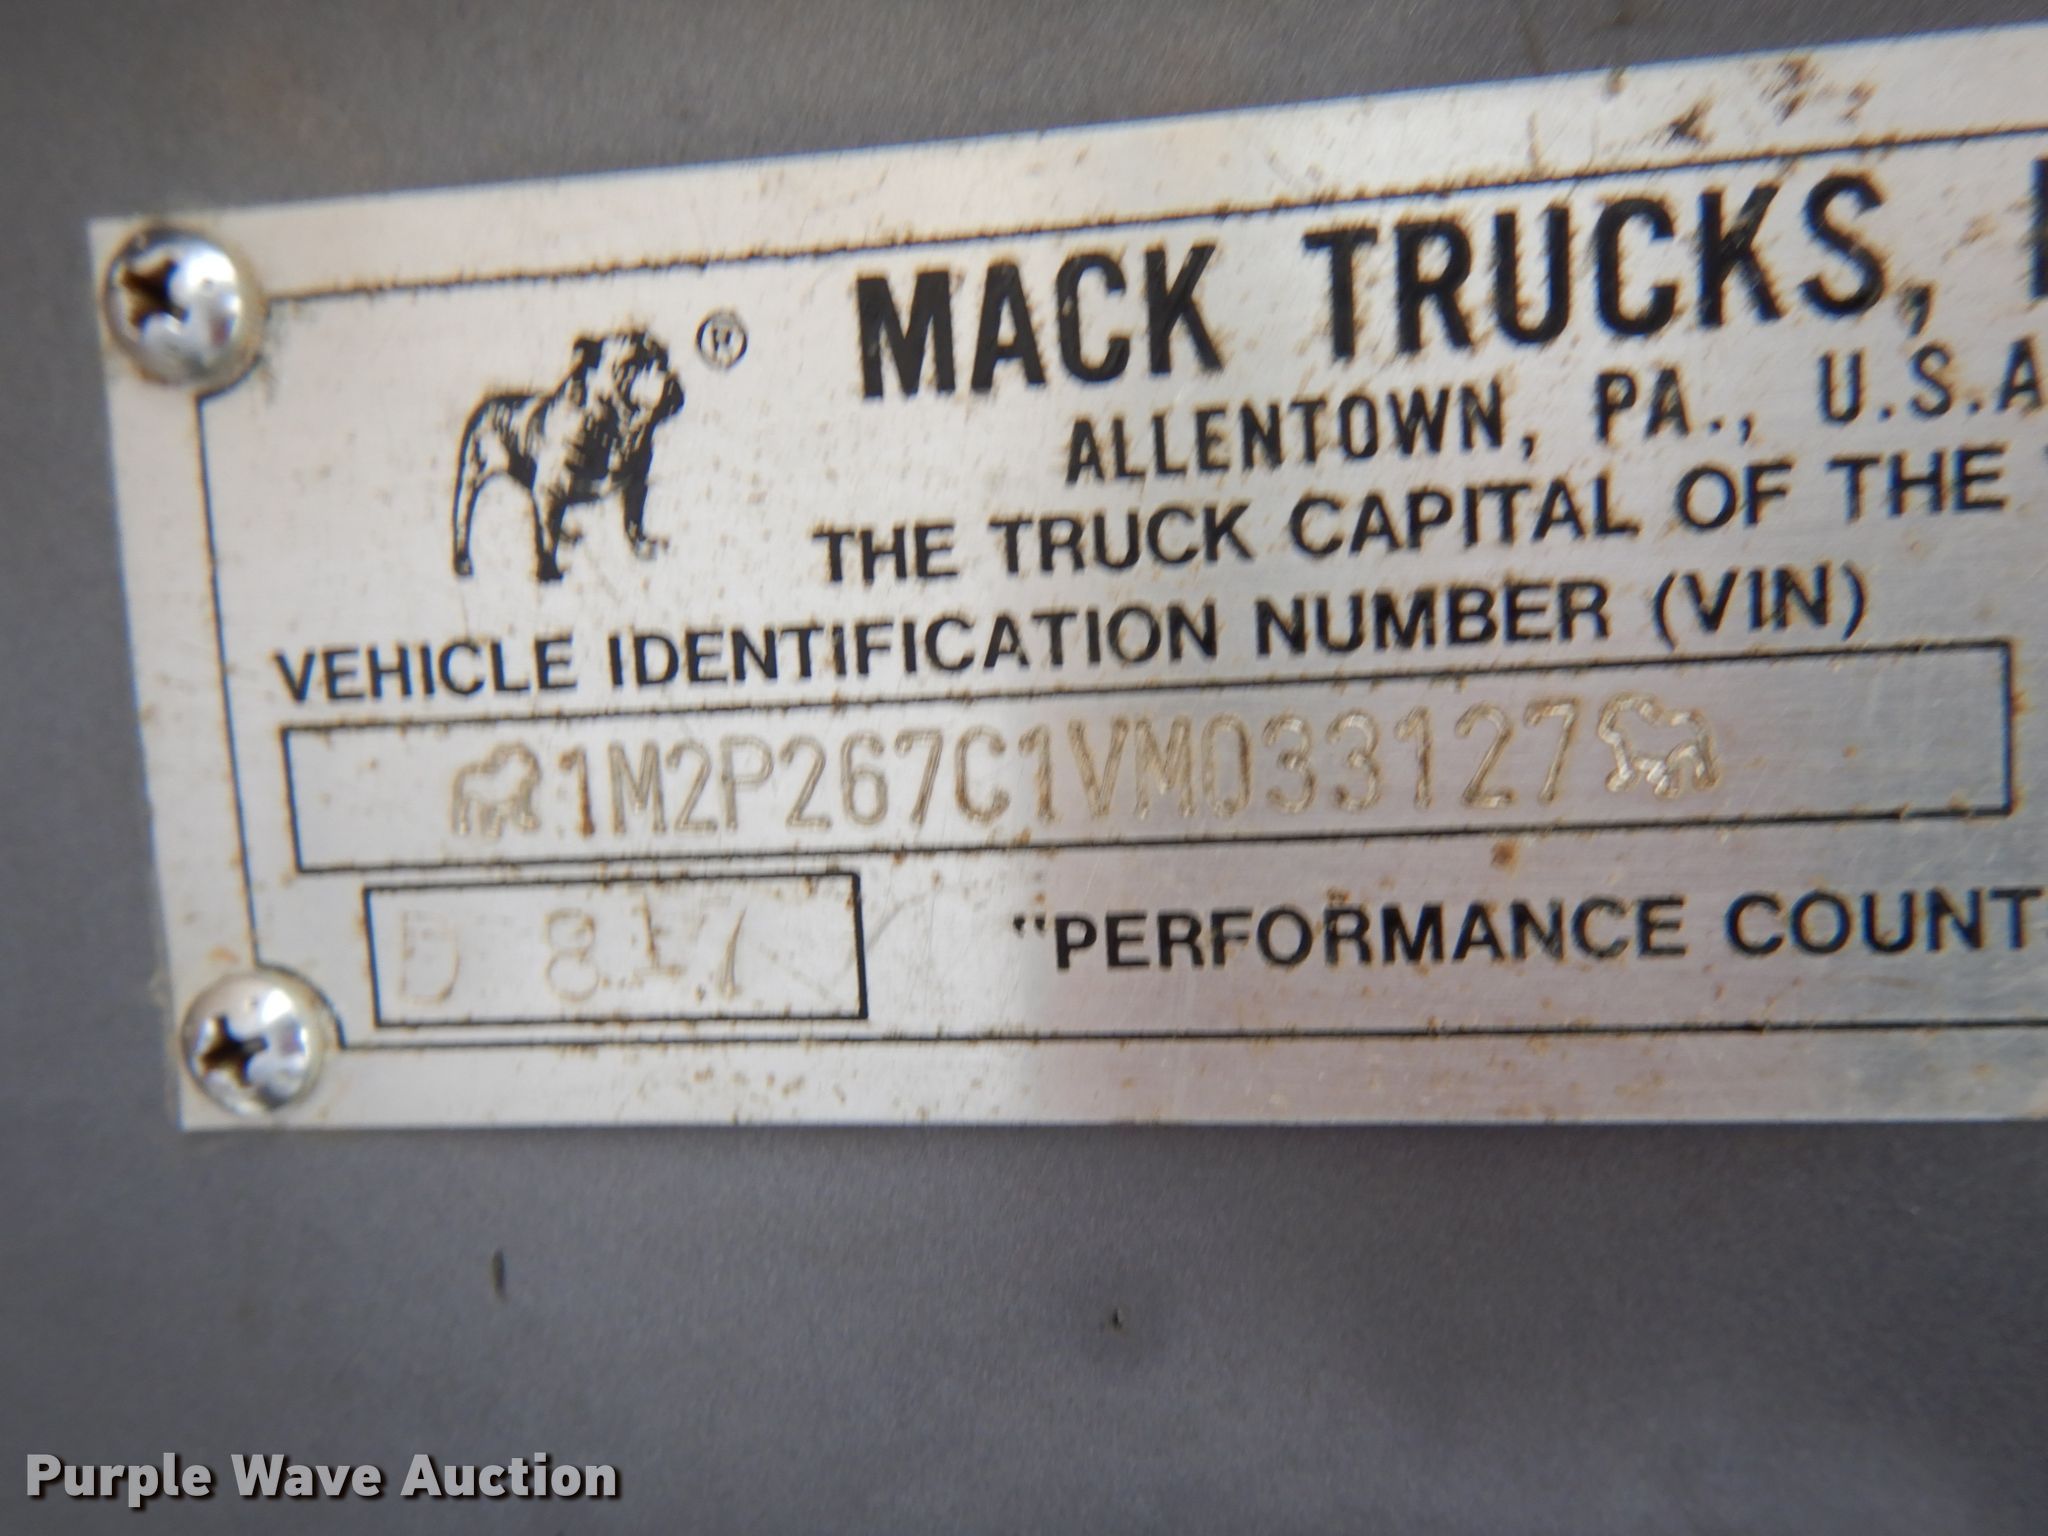 ®
MACK TRUCKS,
ALLENTOWN, PA., U.S.A
THE TRUCK CAPITAL OF THE
VEHICLE IDENTIFICATION NUMBER (VIN)
1M2P267C1VM033127
D 817
"PERFORMANCE COUNT
Purple Wave Auction